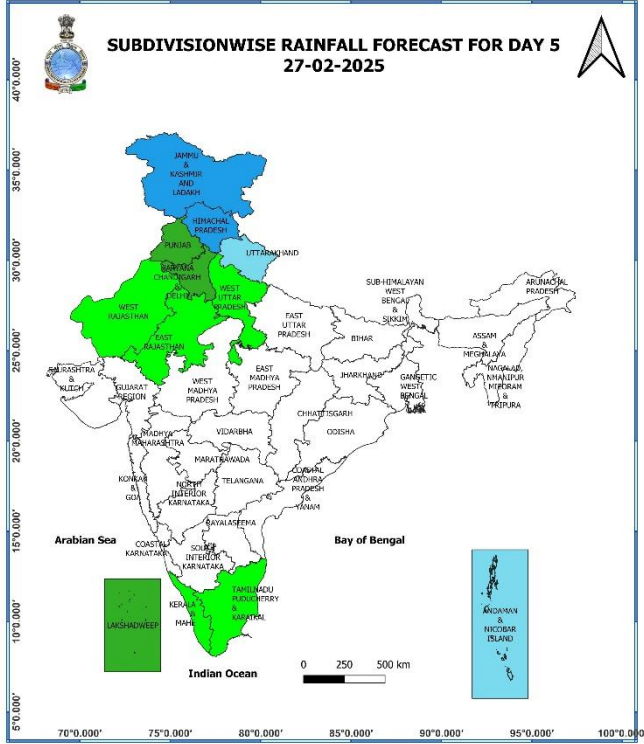 SUBDIVISIONWISE RAINFALL FORECAST FOR DAY 5
27-02-2025
40°0.000'
35°0.000'
30°0.000'
25°0.000'
20°0.000'
15°0.000'
10°0.000'
5°0.000'
JAMMU
&
KASHMIR
AND
LADAKH
HIMACHAL
PRADESH
PUNJAB
UTTARAKHAND
HARYANA
CHANDIGARH
&
DELHI
WEST
UTTAR
PRADESH
WEST
RAJASTHAN
EAST
RAJASTHAN
EAST
UTTAR
PRADESH
SUB-HIMALAYAN
WEST
BENGAL
&
SIKKIM
ARUNACHAL
PRADESH
BIHAR
ASSAM
&
MEGHALAYA
NAGALAD
NMANIPUR
MIZORAM
&
TRIPURA
SAURASHTRA
&
KUTCH
GUJARAT
REGION
WEST
MADHYA
PRADESH
EAST
MADHYA
PRADESH
JHARKHAND
GANGETIC
WEST
BENGAL
CHHATTISGARH
ODISHA
MADHYA
MAHARASHTRA
VIDARBHA
MARATHWADA
TELANGANA
KONKAN
&
GOA
NORTH
INTERIOR
KARNATAKA
COASTAL
ANDHRA
PRADESH
&
YANAM
RAYALASEEMA
COASTAL
KARNATAKA
SOUTH
INTERIOR
KARNATAKA
Arabian Sea
Bay of Bengal
LAKSHADWEEP
KERALA
&
MAHE
TAMILNADU
PUDUCHERRY
&
KARAIKAL
ANDAMAN
&
NICOBAR
ISLAND
Indian Ocean
0 250 500 km
70°0.000' 75°0.000' 80°0.000' 85°0.000' 90°0.000' 95°0.000' 100°0.000'